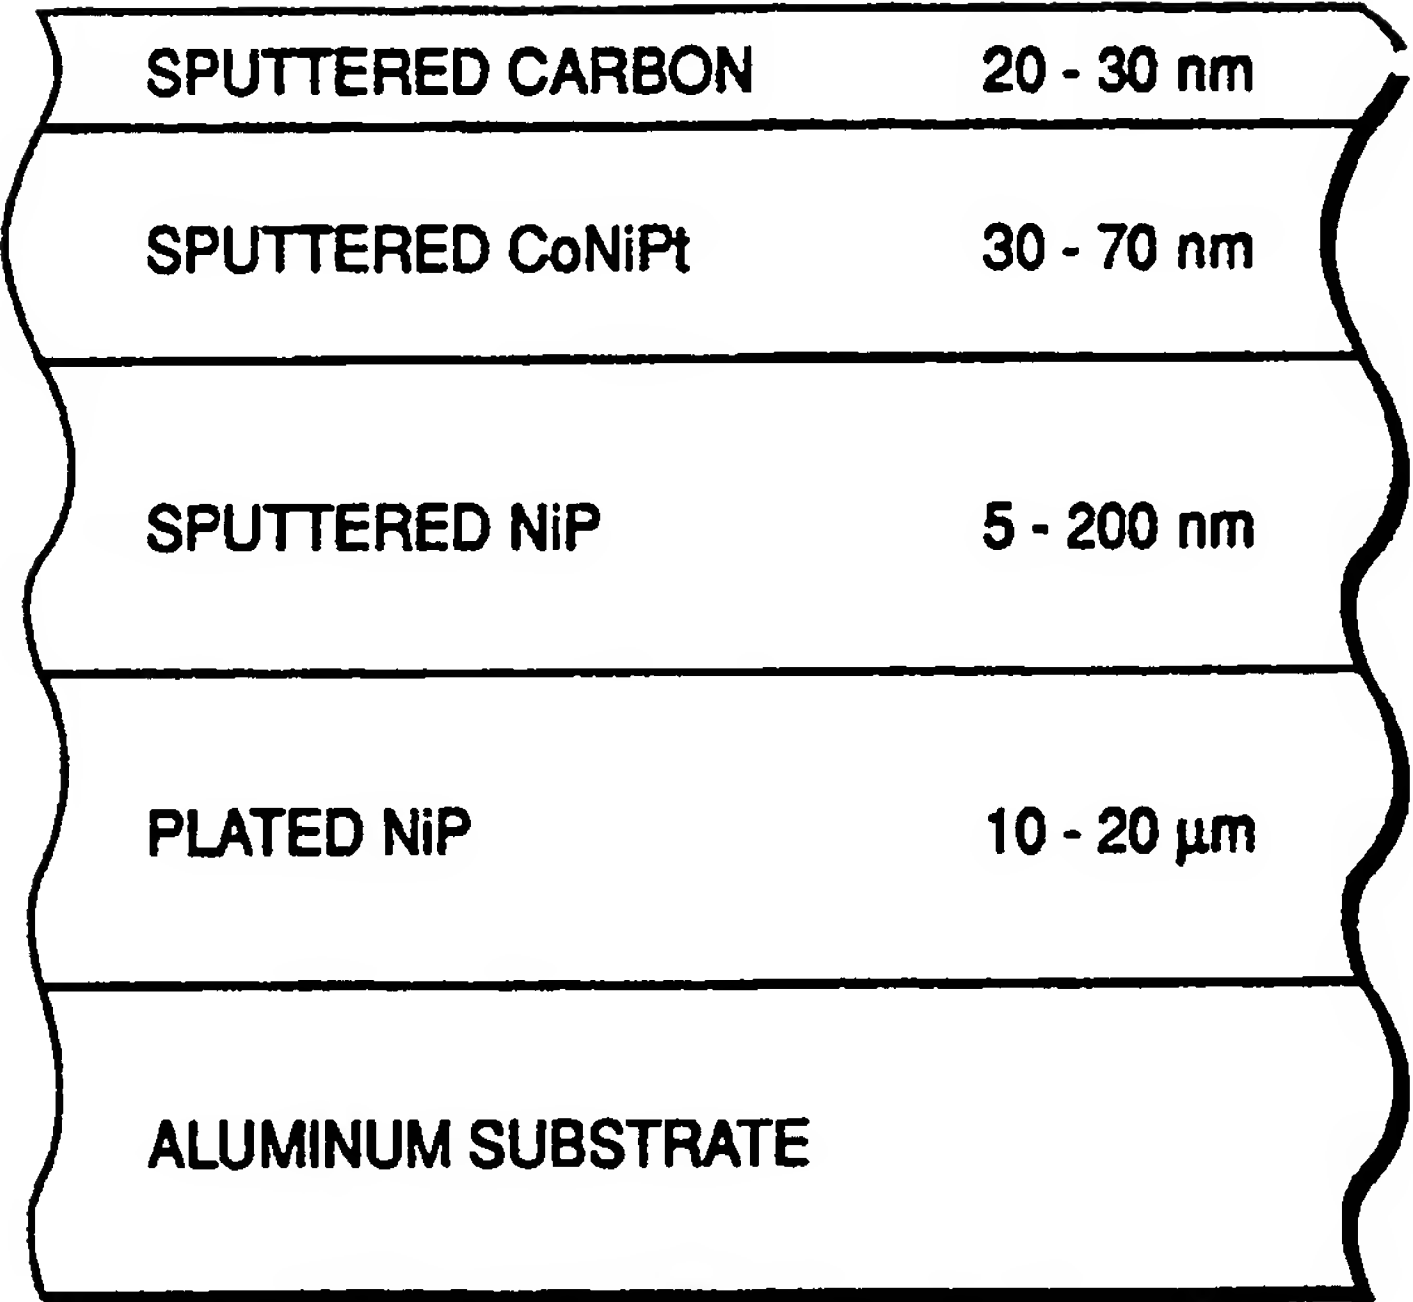 SPUTTERED CARBON 20 - 30 nm
SPUTTERED CoNiPt 30 - 70 nm
SPUTTERED NiP 5 - 200 nm
PLATED NiP 10 - 20 µm
ALUMINUM SUBSTRATE